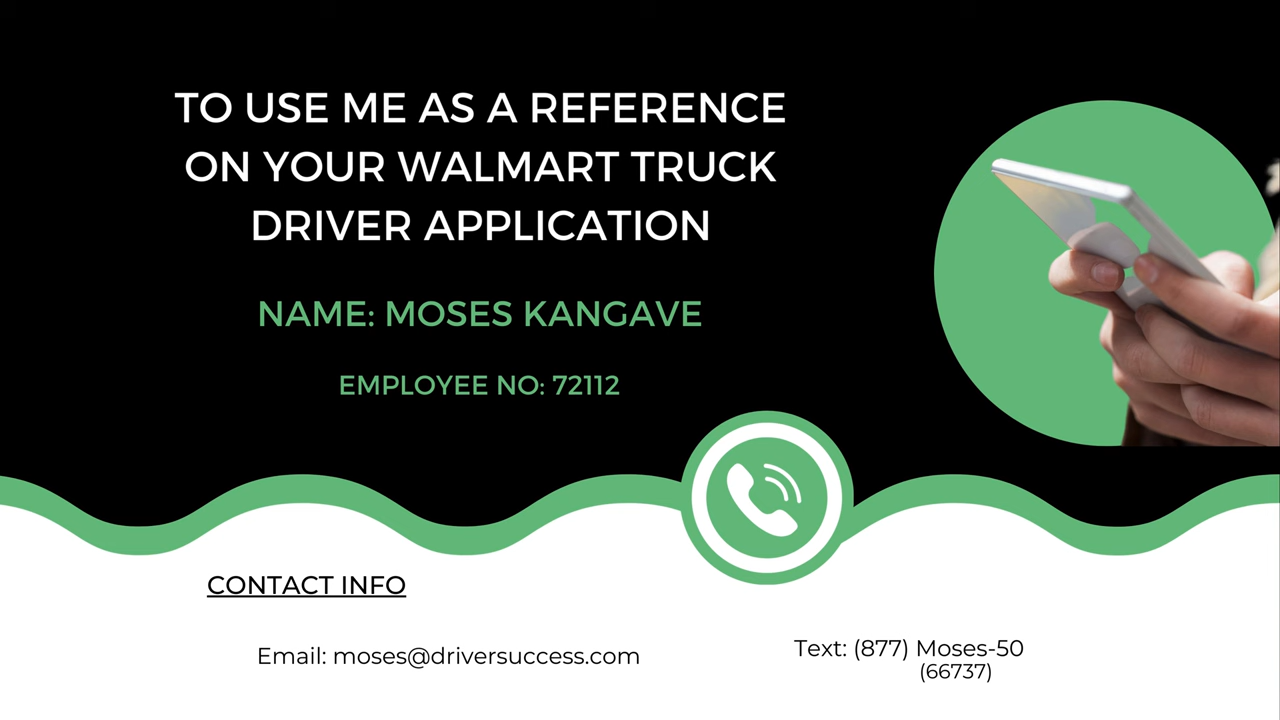 TO USE ME AS A REFERENCE
ON YOUR WALMART TRUCK
DRIVER APPLICATION
NAME: MOSES KANGAVE
EMPLOYEE NO: 72112
CONTACT INFO
Email: moses@driversuccess.com
Text: (877) Moses-50
(66737)